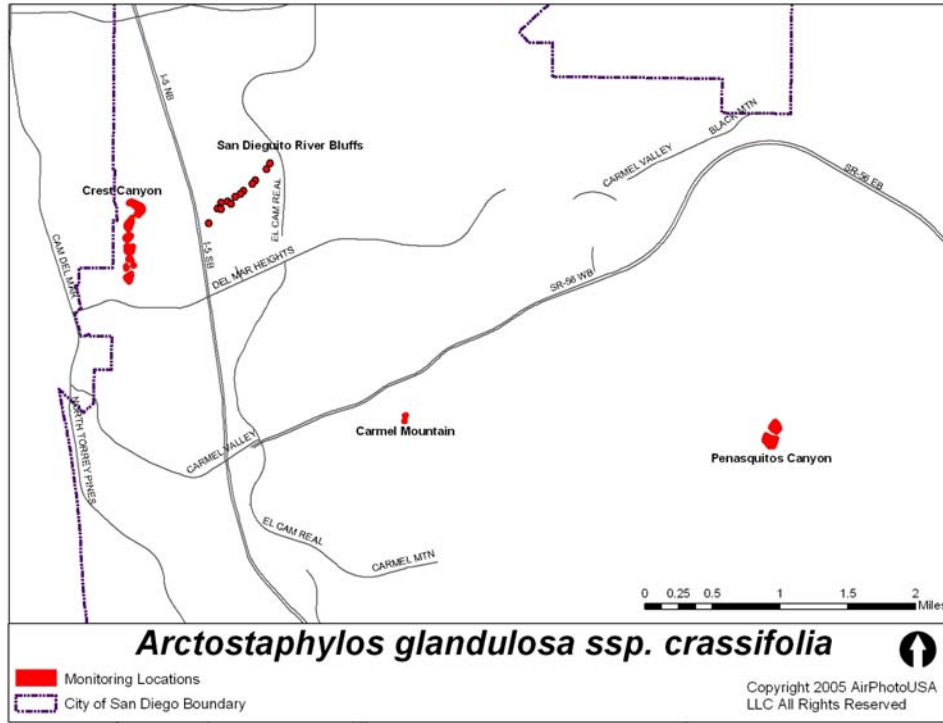 I-5 NB
BLACK MTN
San Dieguito River Bluffs
CARMEL VALLEY
SR-56 EB
Crest Canyon
EL CAM REAL
I-5 SB
DEL MAR HEIGHTS
CAM DEL MAR
SR-56 WB
Carmel Mountain
NORTH TORREY PINES
CARMEL VALLEY
Penasquitos Canyon
EL CAM REAL
CARMEL MTN
0 0.25 0.5 1 1.5 2
Miles
Arctostaphylos glandulosa ssp. crassifolia
Monitoring Locations
City of San Diego Boundary
Copyright 2005 AirPhotoUSA
LLC All Rights Reserved